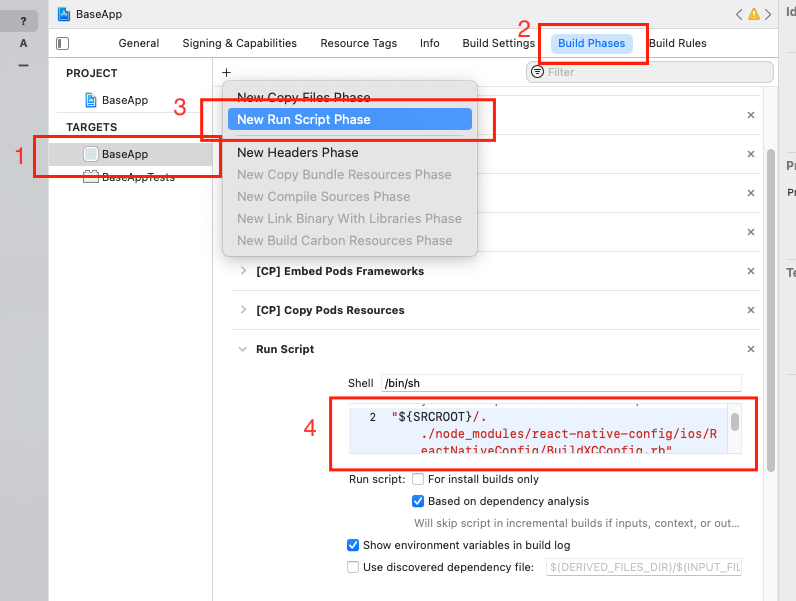 ?
BaseApp
Id
A
2
General
Signing & Capabilities
Resource Tags
Info
Build Settings
Build Phases
Build Rules
PROJECT
+
Filter
BaseApp
3
New Copy Files Phase
New Run Script Phase
TARGETS
1
BaseApp
New Headers Phase
BaseAppTests
New Copy Bundle Resources Phase
New Compile Sources Phase
New Link Binary With Libraries Phase
New Build Carbon Resources Phase
[CP] Embed Pods Frameworks
[CP] Copy Pods Resources
Run Script
Shell /bin/sh
4
2 "${SRCROOT}/.
./node_modules/react-native-config/ios/R
eactNativeConfig/BuildXCConfig.rb"
Run script: For install builds only
Based on dependency analysis
Will skip script in incremental builds if inputs, context, or out...
Show environment variables in build log
Use discovered dependency file: $(DERIVED_FILES_DIR)/$(INPUT_FIL